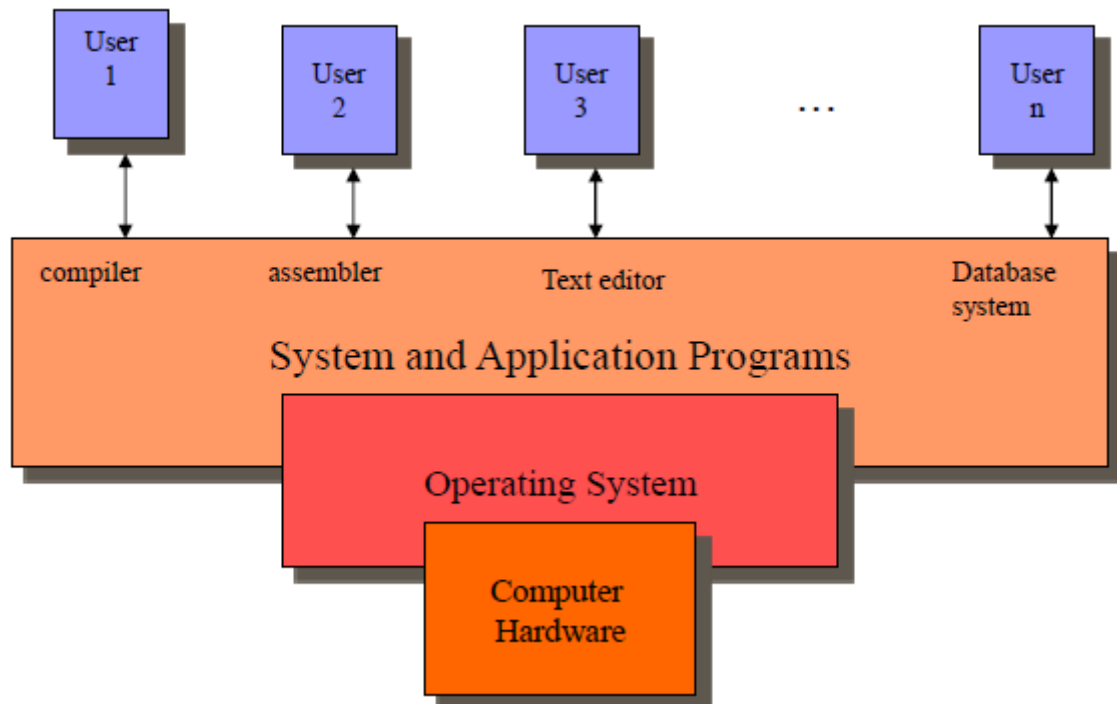 User
1
User
2
User
3
...
User
n
compiler
assembler
Text editor
Database
system
System and Application Programs
Operating System
Computer
Hardware